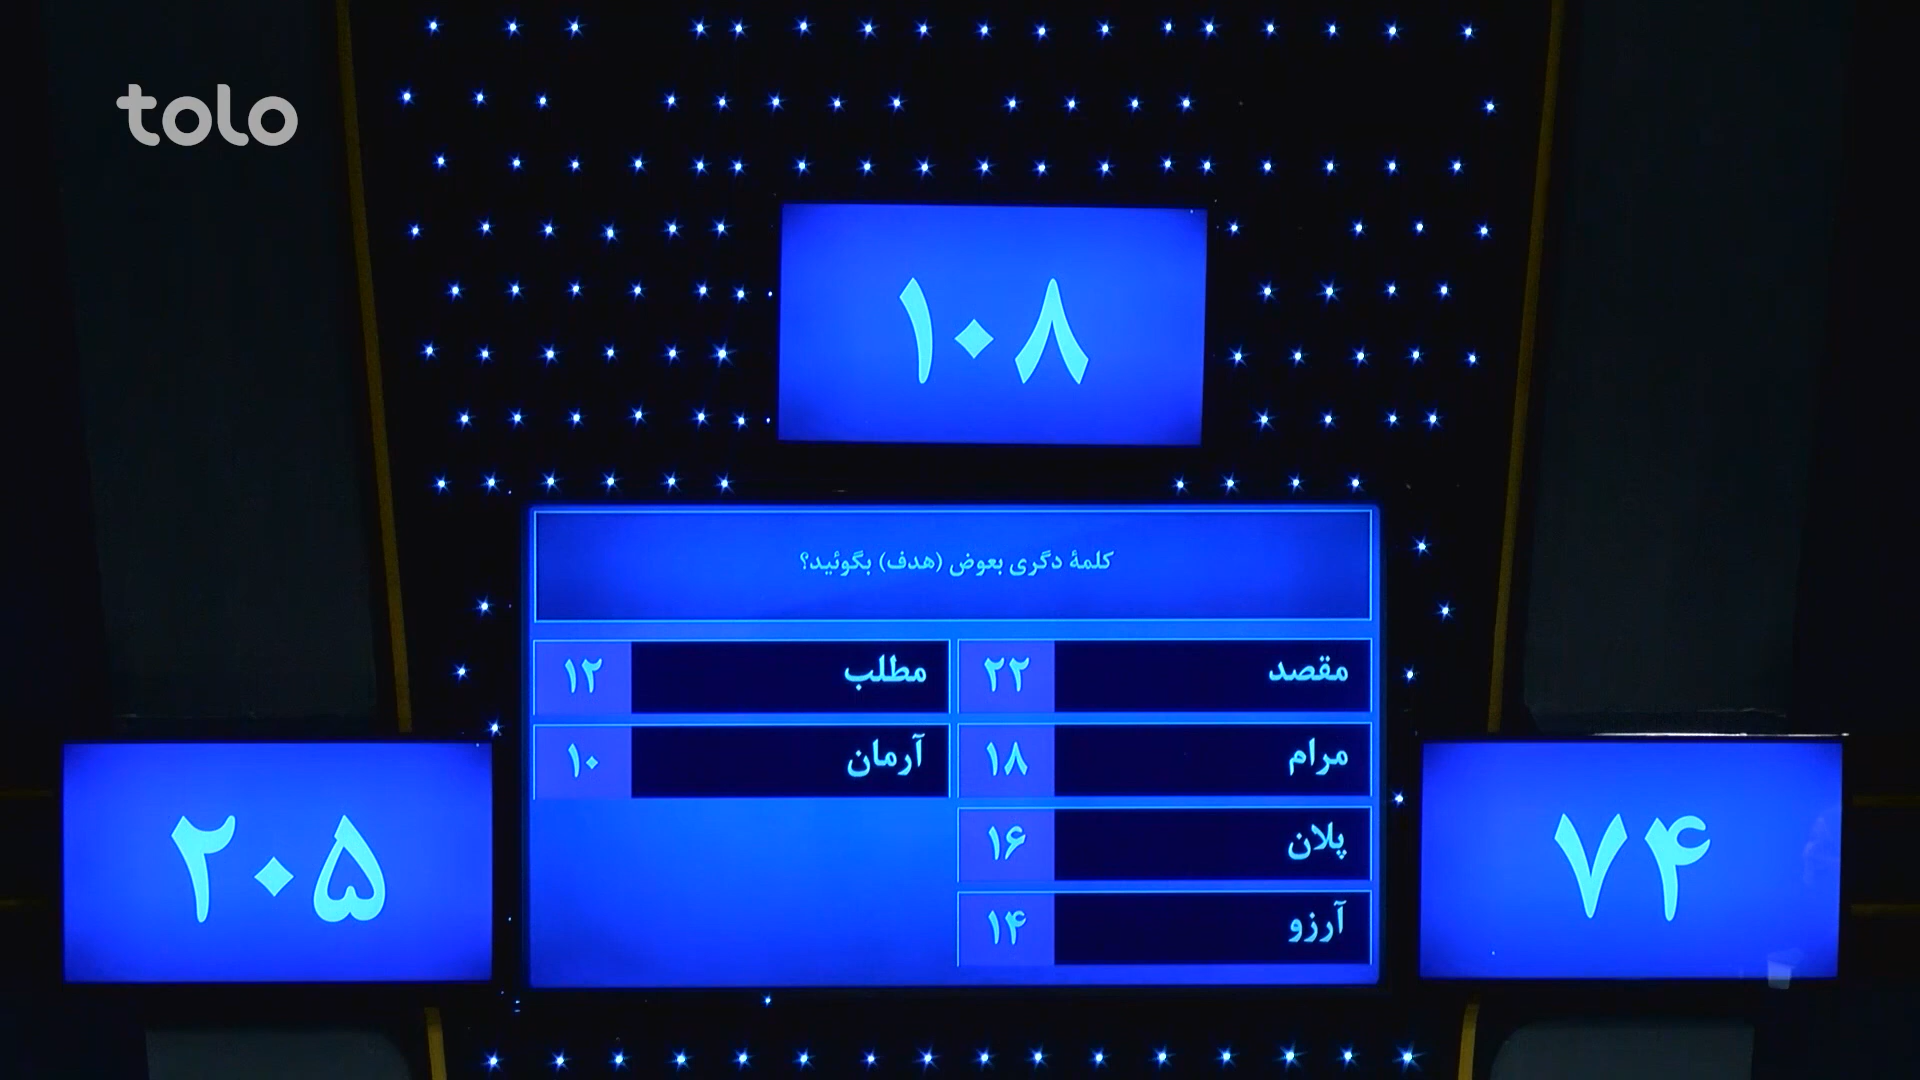 tolo
۱۰۸
کلمهٔ دگری بعوض (هدف) بگوئید؟
مقصد ۲۲
مرام ۱۸
پلان ۱۶
آرزو ۱۴
مطلب ۱۲
آرمان ۱۰
۲۰۵
۷۴